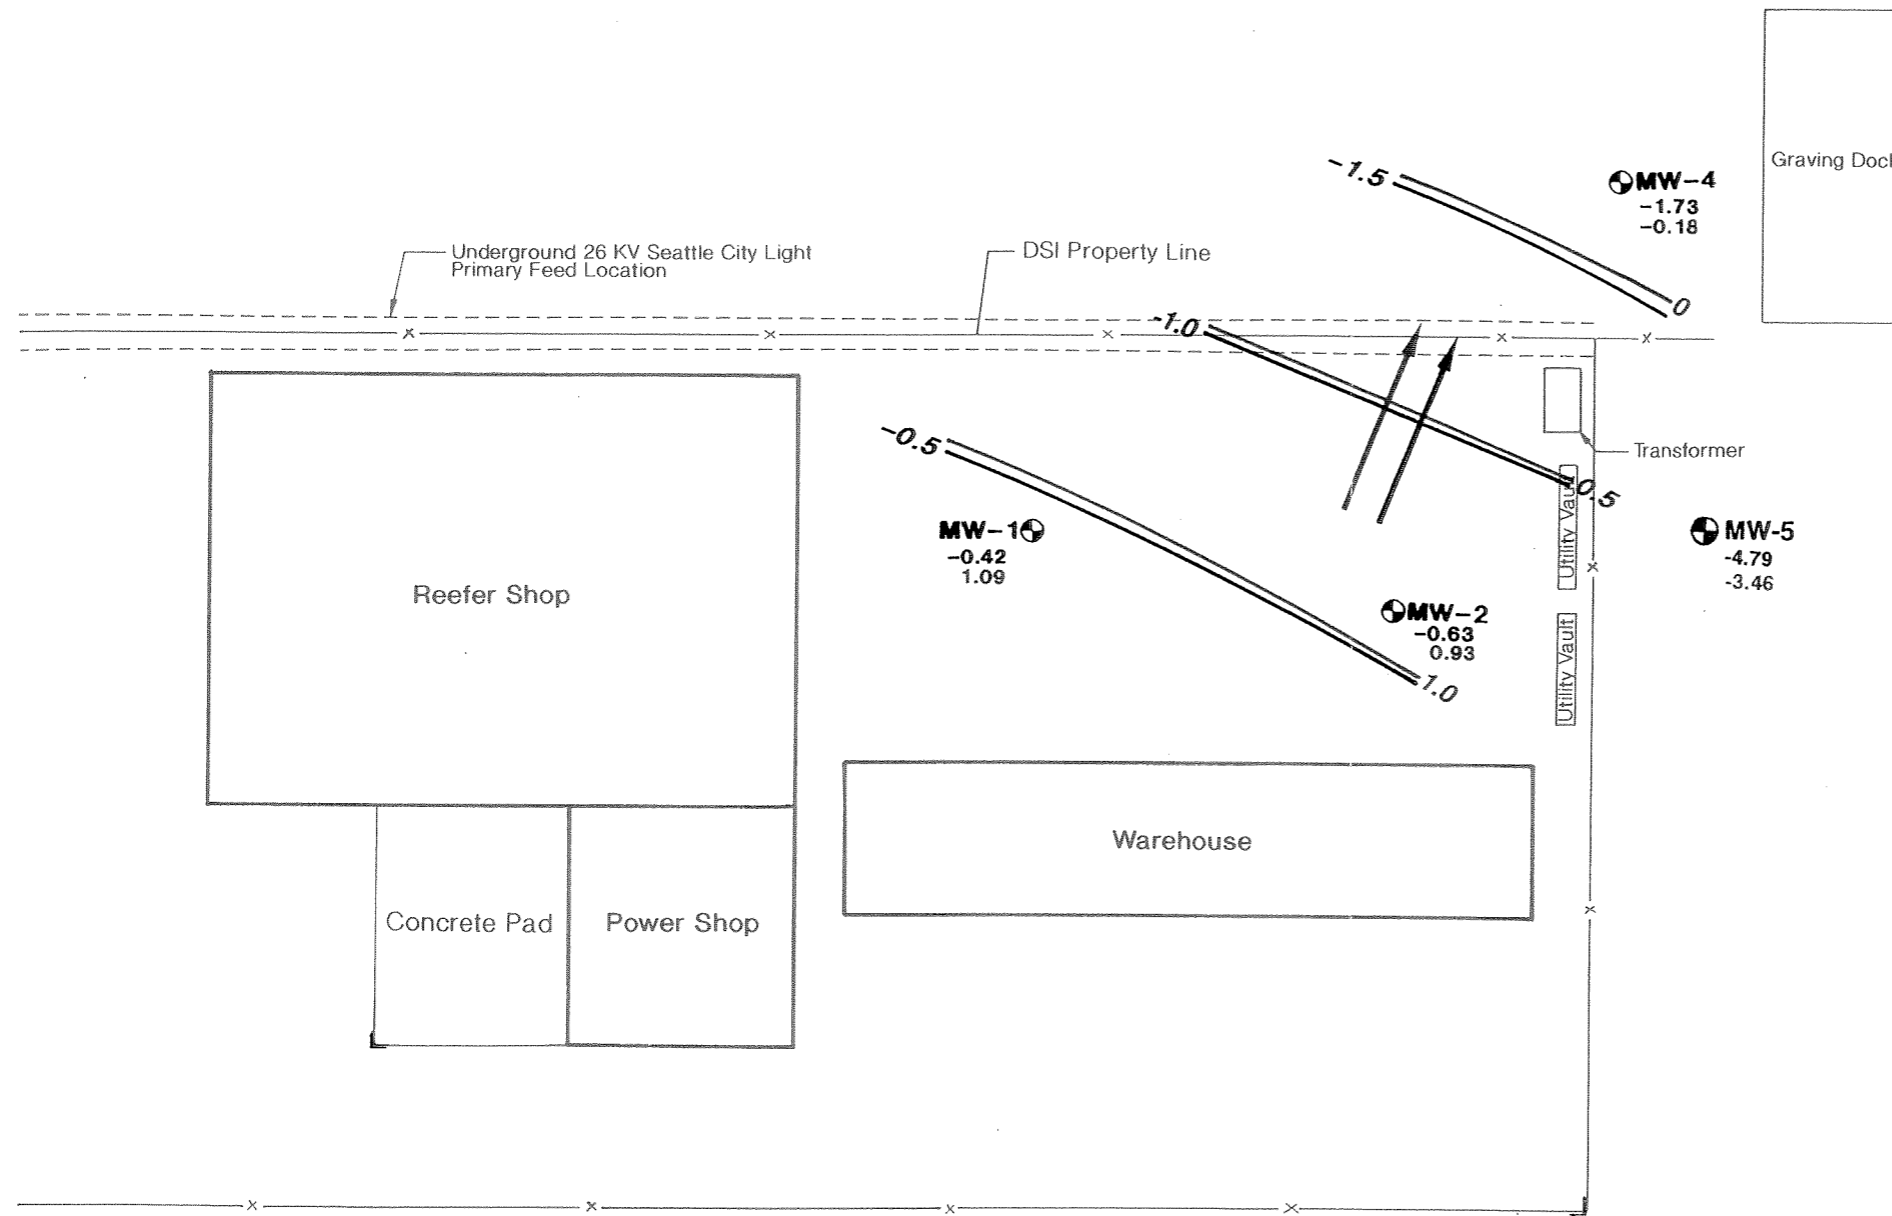 Graving Doc
-1.5
MW-4
-1.73
-0.18
Underground 26 KV Seattle City Light
Primary Feed Location
DSI Property Line
0
-1.0
-0.5
Transformer
0.5
Utility Vault
MW-1
-0.42
1.09
MW-5
-4.79
-3.46
Reefer Shop
MW-2
-0.63
0.93
Utility Vault
1.0
Warehouse
Concrete Pad
Power Shop